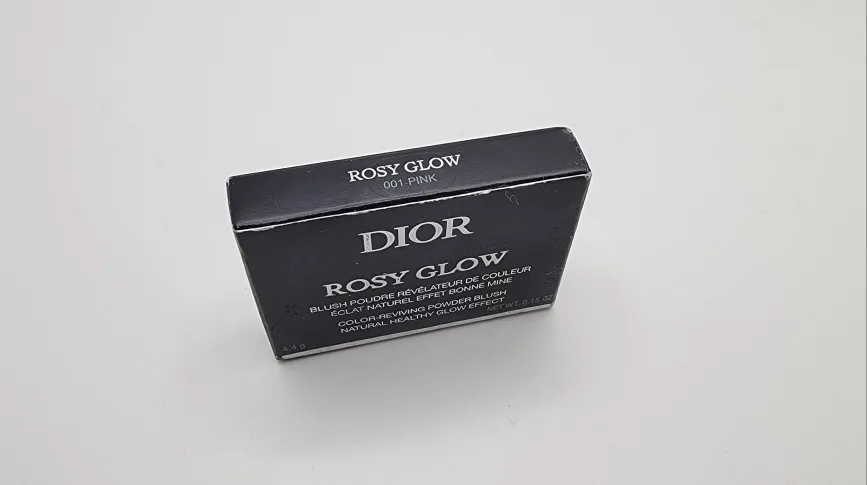 ROSY GLOW
001 PINK
DIOR
ROSY GLOW
BLUSH POUDRE RÉVÉLATEUR DE COULEUR
ÉCLAT NATUREL EFFET BONNE MINE
COLOR-REVIVING POWDER BLUSH
NATURAL HEALTHY GLOW EFFECT
4,4 g
NET WT. 0.15 OZ